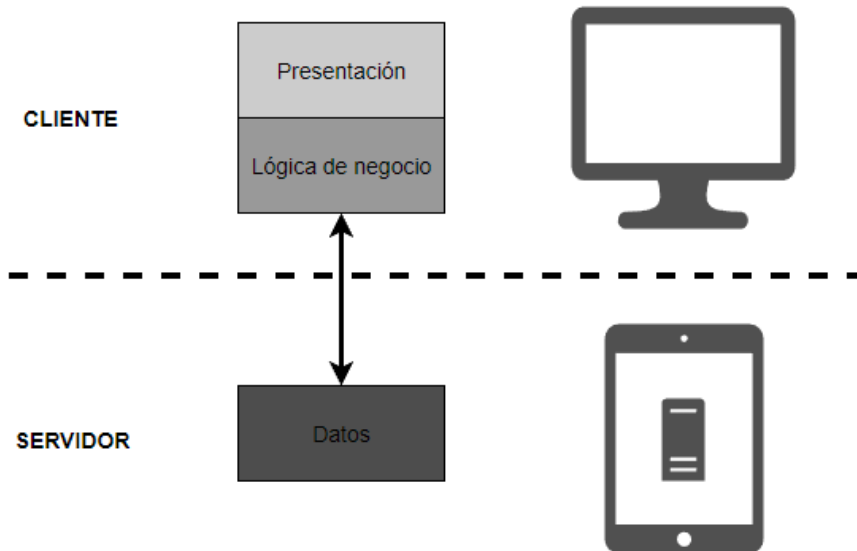 Presentación
CLIENTE
Lógica de negocio
Datos
SERVIDOR